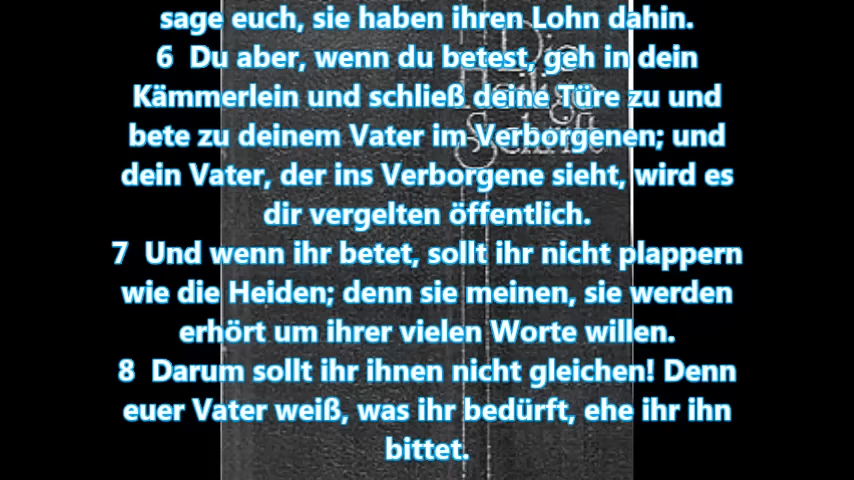 sage euch, sie haben ihren Lohn dahin.
6 Du aber, wenn du betest, geh in dein
Kämmerlein und schließ deine Türe zu und
bete zu deinem Vater im Verborgenen; und
dein Vater, der ins Verborgene sieht, wird es
dir vergelten öffentlich.
7 Und wenn ihr betet, sollt ihr nicht plappern
wie die Heiden; denn sie meinen, sie werden
erhört um ihrer vielen Worte willen.
8 Darum sollt ihr ihnen nicht gleichen! Denn
euer Vater weiß, was ihr bedürft, ehe ihr ihn
bittet.
Die
Heilige
Schrift